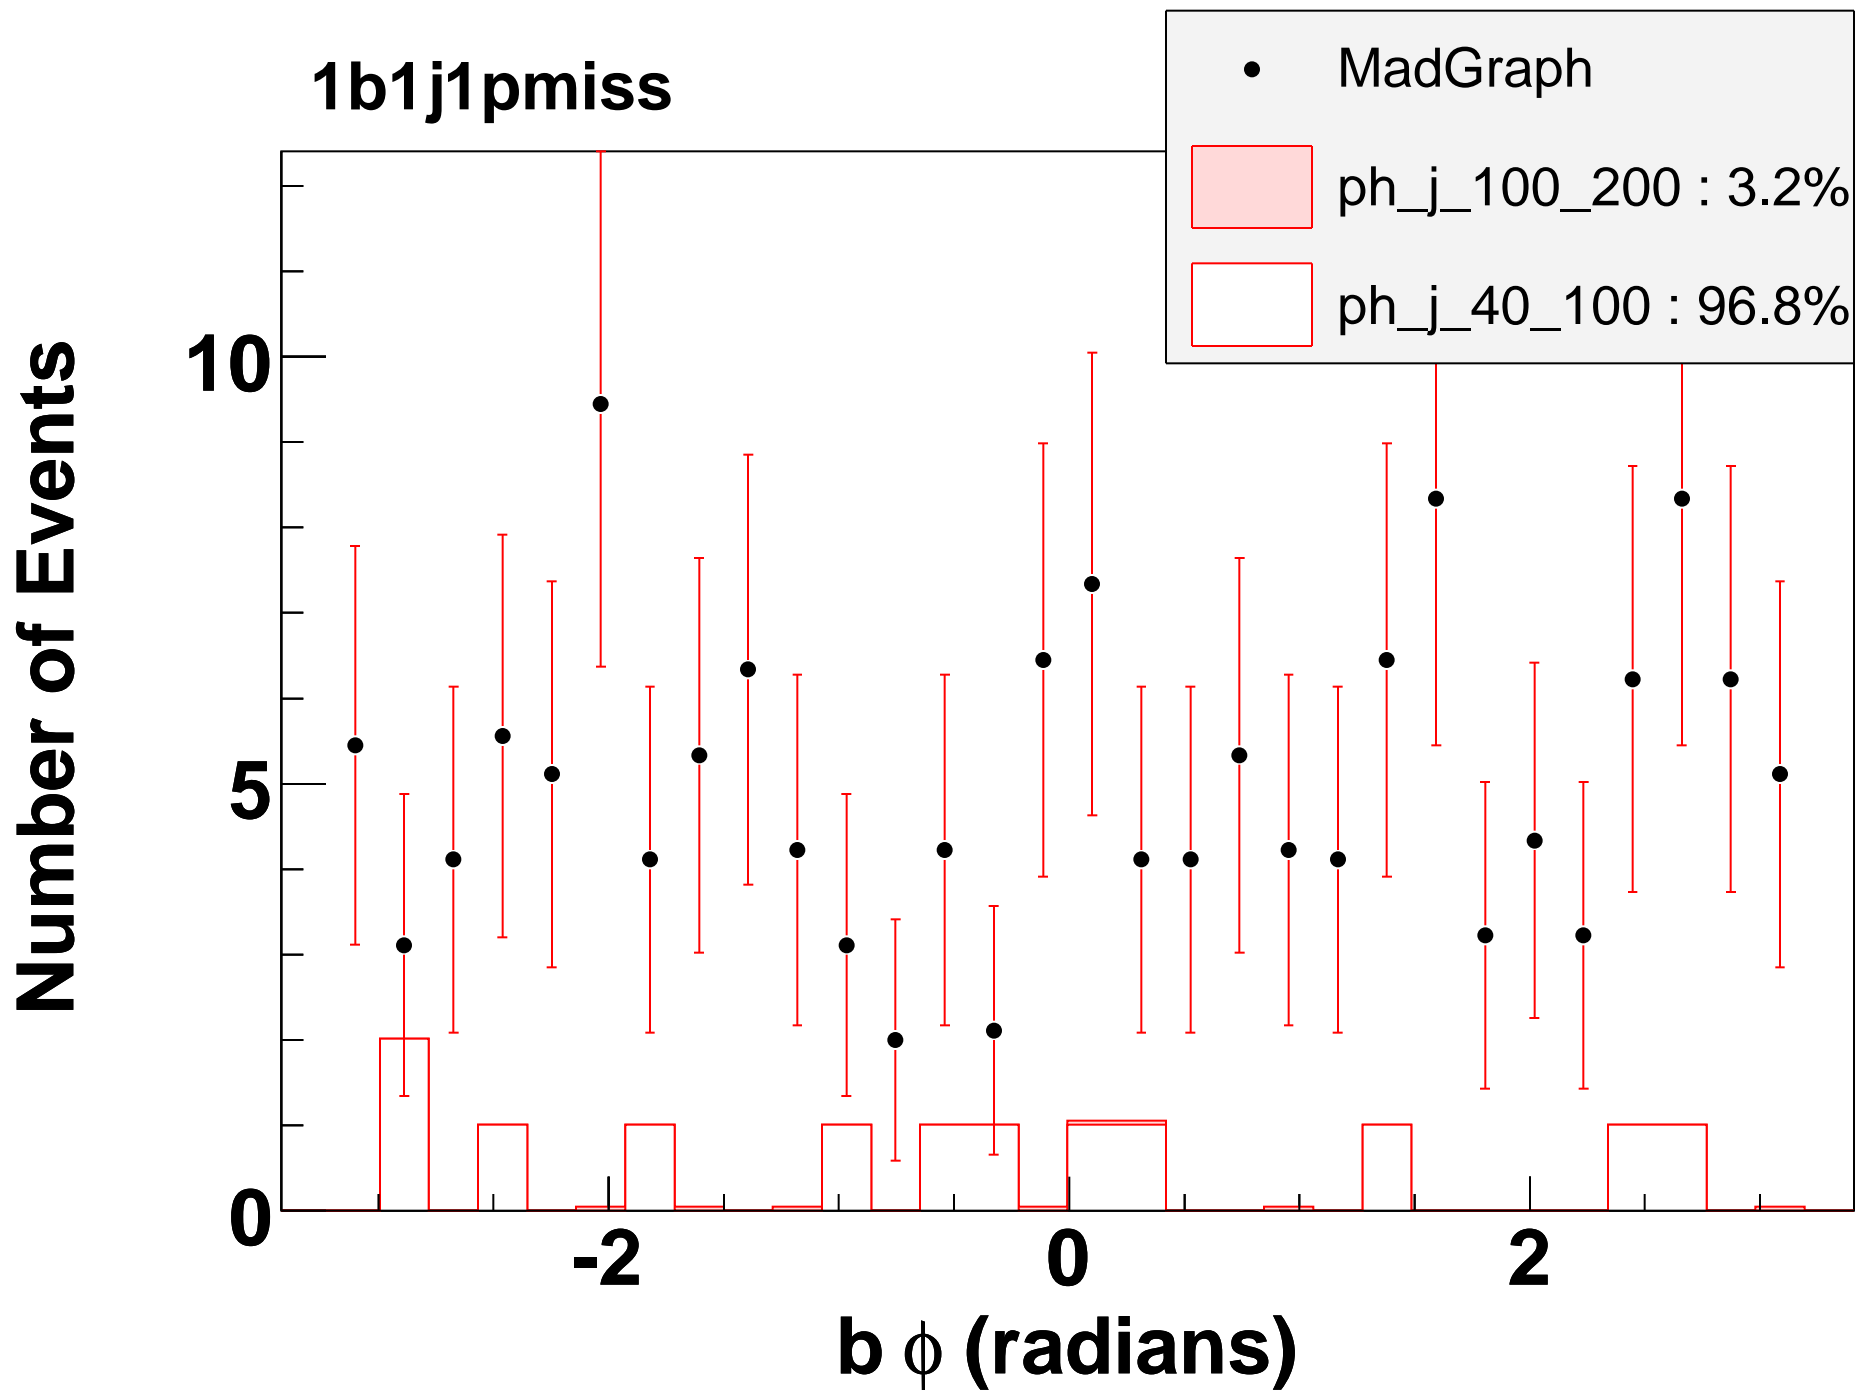 1b1j1pmiss
MadGraph
ph_j_100_200 : 3.2%
ph_j_40_100 : 96.8%
Number of Events
10
5
0
-2 0 2
b ϕ (radians)